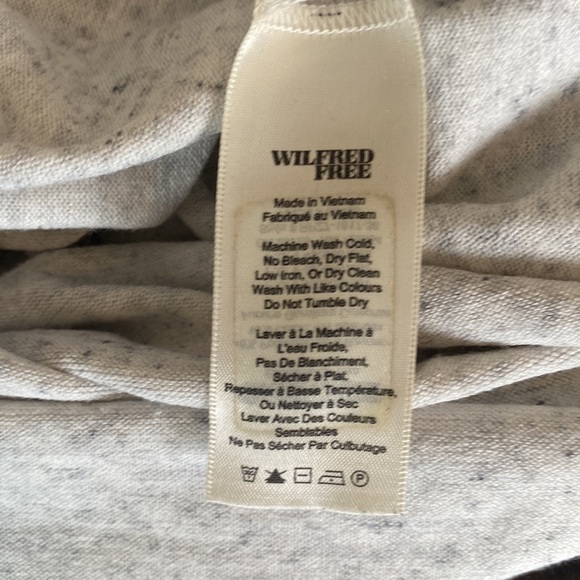 WILFRED
FREE
Made in Vietnam
Fabriqué au Vietnam
Machine Wash Cold,
No Bleach, Dry Flat,
Low Iron, Or Dry Clean
Wash With Like Colours
Do Not Tumble Dry
Laver à La Machine à
L'eau Froide,
Pas De Blanchiment,
Sécher à Plat,
Repasser à Basse Température,
Ou Nettoyer à Sec
Laver Avec Des Couleurs
Semblables
Ne Pas Sécher Par Culbutage
P